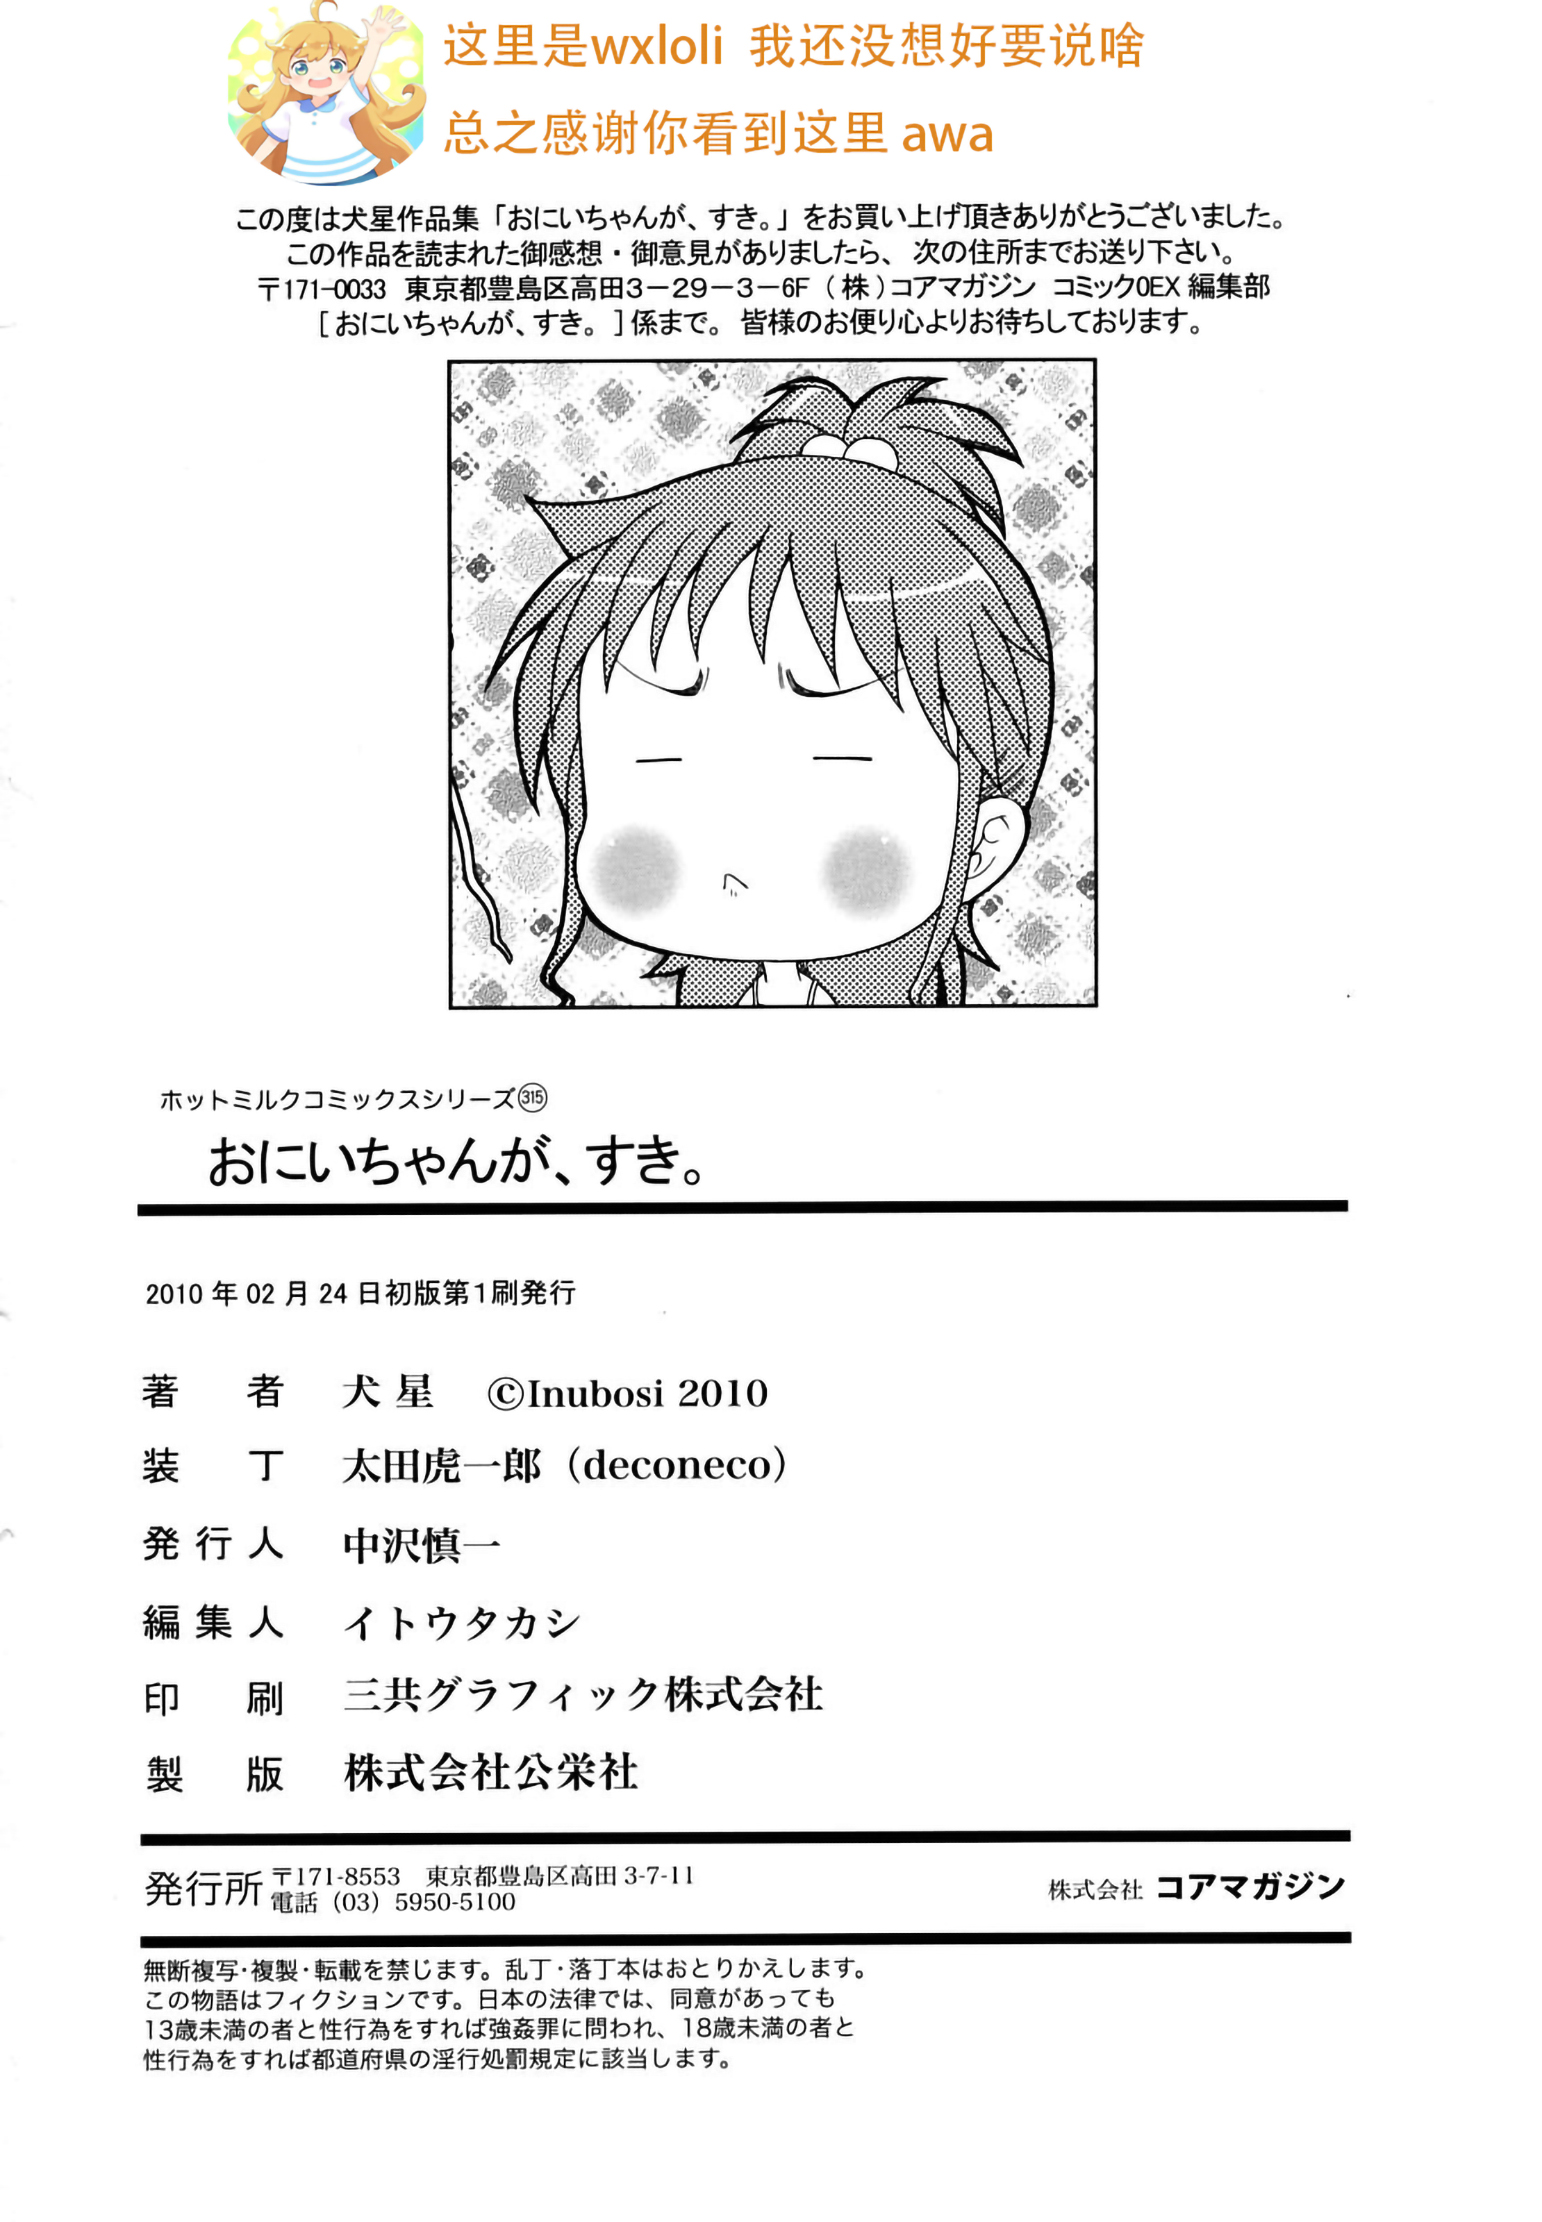 这里是wxloli 我还没想好要说啥
总之感谢你看到这里 awa
この度は犬星作品集「おにいちゃんが、すき。」をお買い上げ頂きありがとうございました。
この作品を読まれた御感想・御意見がありましたら、次の住所までお送り下さい。
〒171-0033 東京都豊島区高田3－29－3－6F（株）コアマガジン コミック0EX 編集部
[おにいちゃんが、すき。]係まで。皆様のお便り心よりお待ちしております。
ホットミルクコミックスシリーズ315
おにいちゃんが、すき。
2010 年 02 月 24 日初版第1刷発行
著者 犬星 ©Inubosi 2010
装丁 太田虎一郎（deconeco）
発行人 中沢慎一
編集人 イトウタカシ
印刷 三共グラフィック株式会社
製版 株式会社公栄社
発行所 〒171-8553 東京都豊島区高田 3-7-11
電話（03）5950-5100
株式会社 コアマガジン
無断複写・複製・転載を禁じます。乱丁・落丁本はおとりかえします。
この物語はフィクションです。日本の法律では、同意があっても
13歳未満の者と性行為をすれば強姦罪に問われ、18歳未満の者と
性行為をすれば都道府県の淫行処罰規定に該当します。